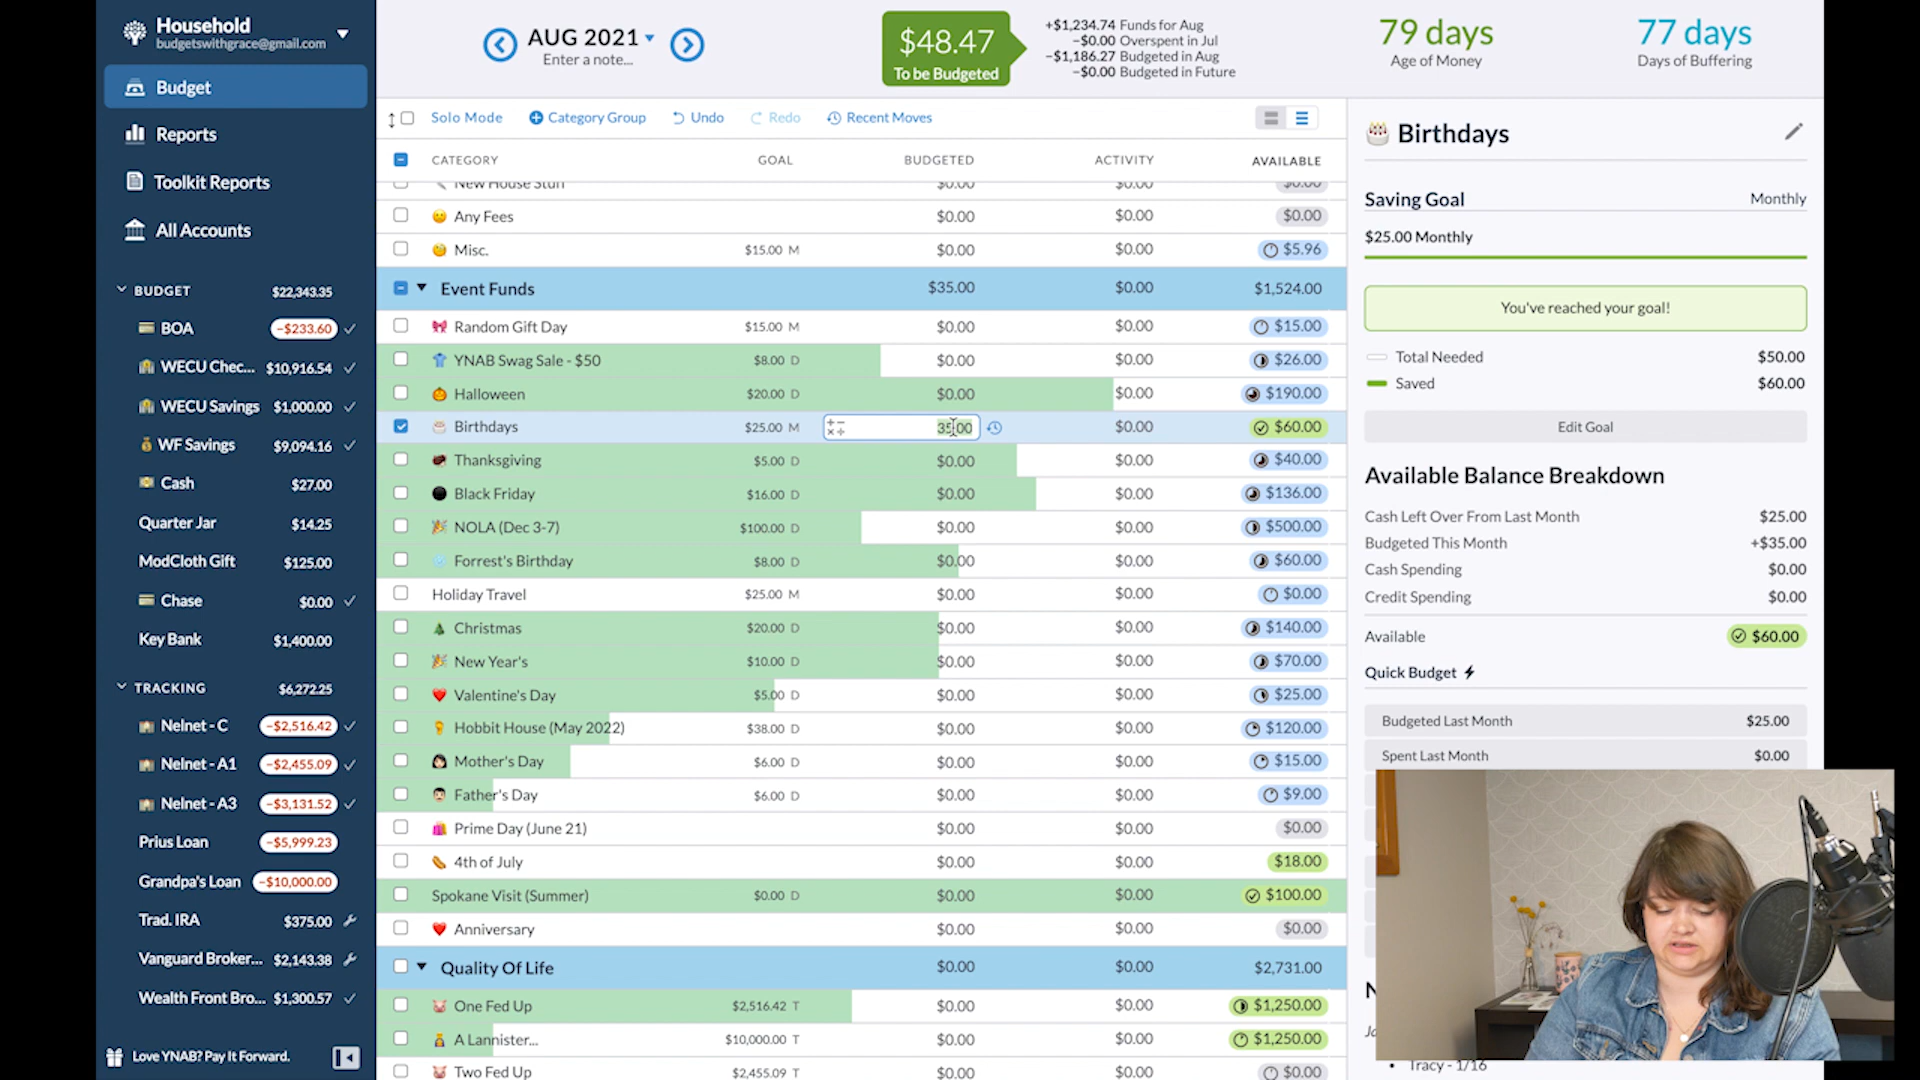 Household
budgetswithgrace@gmail.com
Budget
Reports
Toolkit Reports
All Accounts
BUDGET $22,343.35
BOA -$233.60
WECU Chec... $10,916.54
WECU Savings $1,000.00
WF Savings $9,094.16
Cash $27.00
Quarter Jar $14.25
ModCloth Gift $125.00
Chase $0.00
Key Bank $1,400.00
TRACKING $6,272.25
Nelnet - C -$2,516.42
Nelnet - A1 -$2,455.09
Nelnet - A3 -$3,131.52
Prius Loan -$5,999.23
Grandpa's Loan -$10,000.00
Trad. IRA $375.00
Vanguard Broker... $2,143.38
Wealth Front Bro... $1,300.57
Love YNAB? Pay It Forward.
AUG 2021
Enter a note...
$48.47
To be Budgeted
+$1,234.74 Funds for Aug
-$0.00 Overspent in Jul
-$1,186.27 Budgeted in Aug
-$0.00 Budgeted in Future
79 days
Age of Money
77 days
Days of Buffering
Solo Mode Category Group Undo Redo Recent Moves
CATEGORY GOAL BUDGETED ACTIVITY AVAILABLE
New House Stuff $0.00 $0.00 $0.00
Any Fees $0.00 $0.00 $0.00
Misc. $15.00 M $0.00 $0.00 $5.96
Event Funds $35.00 $0.00 $1,524.00
Random Gift Day $15.00 M $0.00 $0.00 $15.00
YNAB Swag Sale - $50 $8.00 D $0.00 $0.00 $26.00
Halloween $20.00 D $0.00 $0.00 $190.00
Birthdays $25.00 M 35.00 $0.00 $60.00
Thanksgiving $5.00 D $0.00 $0.00 $40.00
Black Friday $16.00 D $0.00 $0.00 $136.00
NOLA (Dec 3-7) $100.00 D $0.00 $0.00 $500.00
Forrest's Birthday $8.00 D $0.00 $0.00 $60.00
Holiday Travel $25.00 M $0.00 $0.00 $0.00
Christmas $20.00 D $0.00 $0.00 $140.00
New Year's $10.00 D $0.00 $0.00 $70.00
Valentine's Day $5.00 D $0.00 $0.00 $25.00
Hobbit House (May 2022) $38.00 D $0.00 $0.00 $120.00
Mother's Day $6.00 D $0.00 $0.00 $15.00
Father's Day $6.00 D $0.00 $0.00 $9.00
Prime Day (June 21) $0.00 $0.00 $0.00
4th of July $0.00 $0.00 $18.00
Spokane Visit (Summer) $0.00 D $0.00 $0.00 $100.00
Anniversary $0.00 $0.00 $0.00
Quality Of Life $0.00 $0.00 $2,731.00
One Fed Up $2,516.42 T $0.00 $0.00 $1,250.00
A Lannister... $10,000.00 T $0.00 $0.00 $1,250.00
Two Fed Up $2,455.09 T $0.00 $0.00 $0.00
Birthdays
Saving Goal Monthly
$25.00 Monthly
You've reached your goal!
Total Needed $50.00
Saved $60.00
Edit Goal
Available Balance Breakdown
Cash Left Over From Last Month $25.00
Budgeted This Month +$35.00
Cash Spending $0.00
Credit Spending $0.00
Available $60.00
Quick Budget
Budgeted Last Month $25.00
Spent Last Month $0.00
Tracy - 1/16